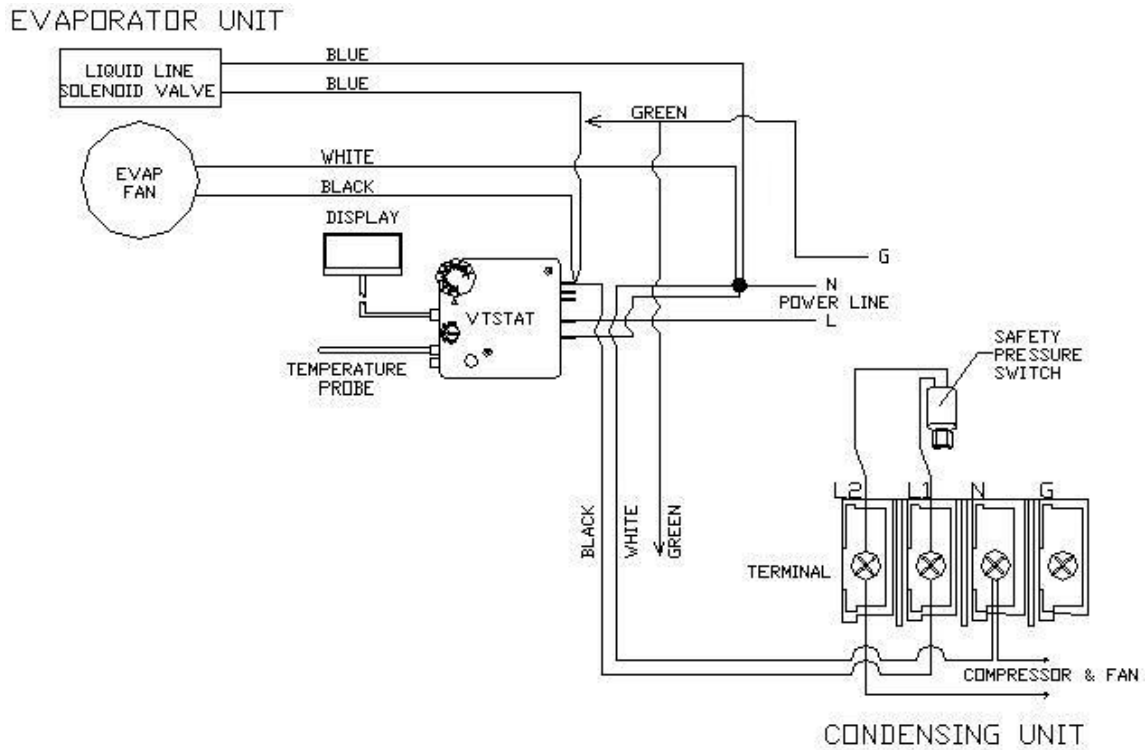 EVAPORATOR UNIT
LIQUID LINE
SOLENOID VALVE
BLUE
BLUE
GREEN
EVAP
FAN
WHITE
BLACK
DISPLAY
G
N
POWER LINE
L
VTSTAT
TEMPERATURE
PROBE
SAFETY
PRESSURE
SWITCH
L2
L1
N
G
BLACK
WHITE
GREEN
TERMINAL
COMPRESSOR & FAN
CONDENSING UNIT